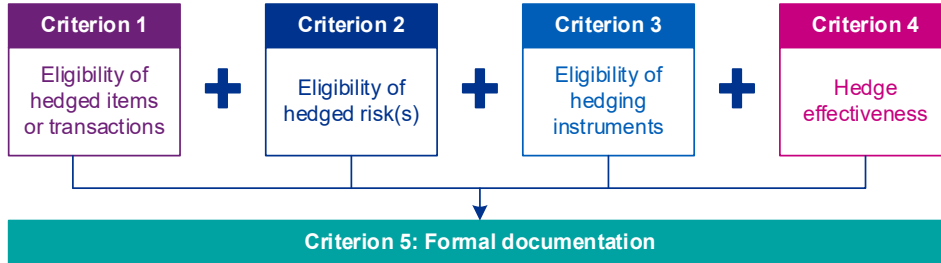 Criterion 1
Eligibility of
hedged items
or transactions
Criterion 2
Eligibility of
hedged risk(s)
Criterion 3
Eligibility of
hedging
instruments
Criterion 4
Hedge
effectiveness
Criterion 5: Formal documentation